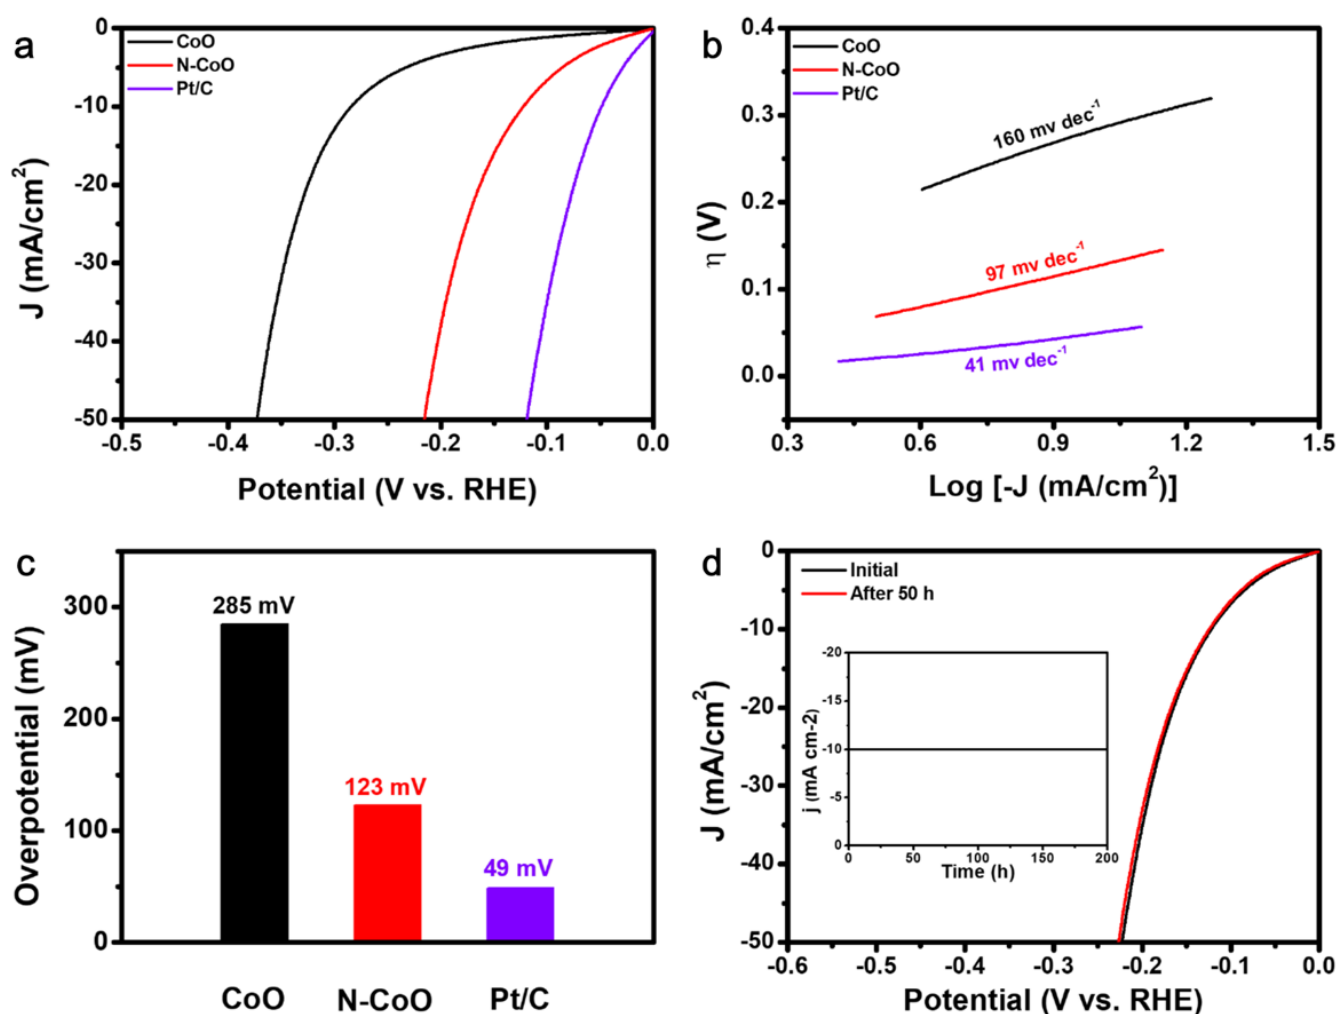 a
CoO
N-CoO
Pt/C
0
-10
-20
-30
-40
-50
J (mA/cm²)
-0.5
-0.4
-0.3
-0.2
-0.1
0.0
Potential (V vs. RHE)
b
CoO
N-CoO
Pt/C
0.4
0.3
0.2
0.1
0.0
η (V)
160 mv dec⁻¹
97 mv dec⁻¹
41 mv dec⁻¹
0.3
0.6
0.9
1.2
1.5
Log [-J (mA/cm²)]
c
300
200
100
0
Overpotential (mV)
285 mV
123 mV
49 mV
CoO
N-CoO
Pt/C
d
Initial
After 50 h
0
-10
-20
-30
-40
-50
J (mA/cm²)
-20
-15
-10
-5
0
j (mA cm-2)
0
50
100
150
200
Time (h)
-0.6
-0.5
-0.4
-0.3
-0.2
-0.1
0.0
Potential (V vs. RHE)